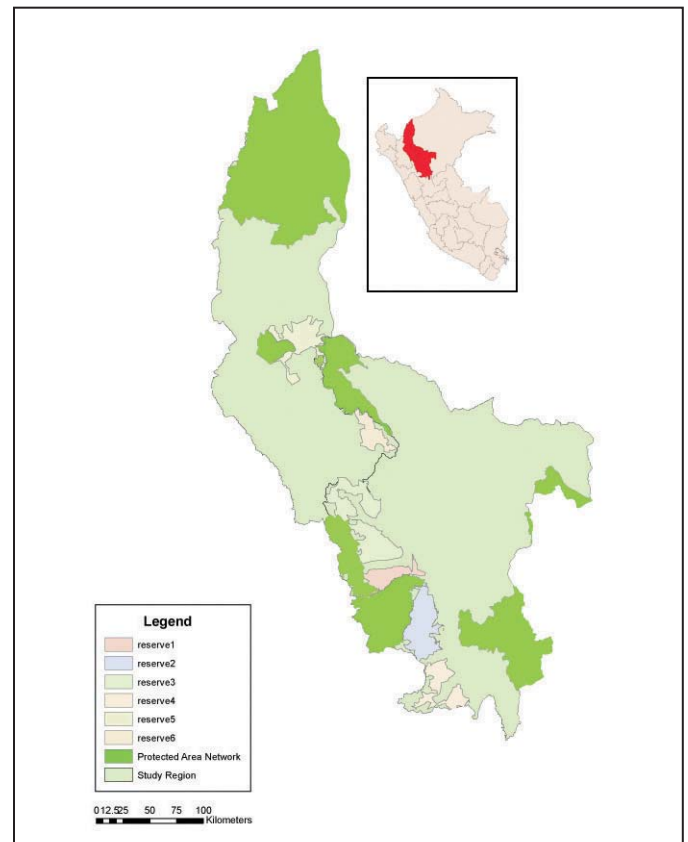 Legend
reserve1
reserve2
reserve3
reserve4
reserve5
reserve6
Protected Area Network
Study Region
0 12.525 50 75 100
Kilometers